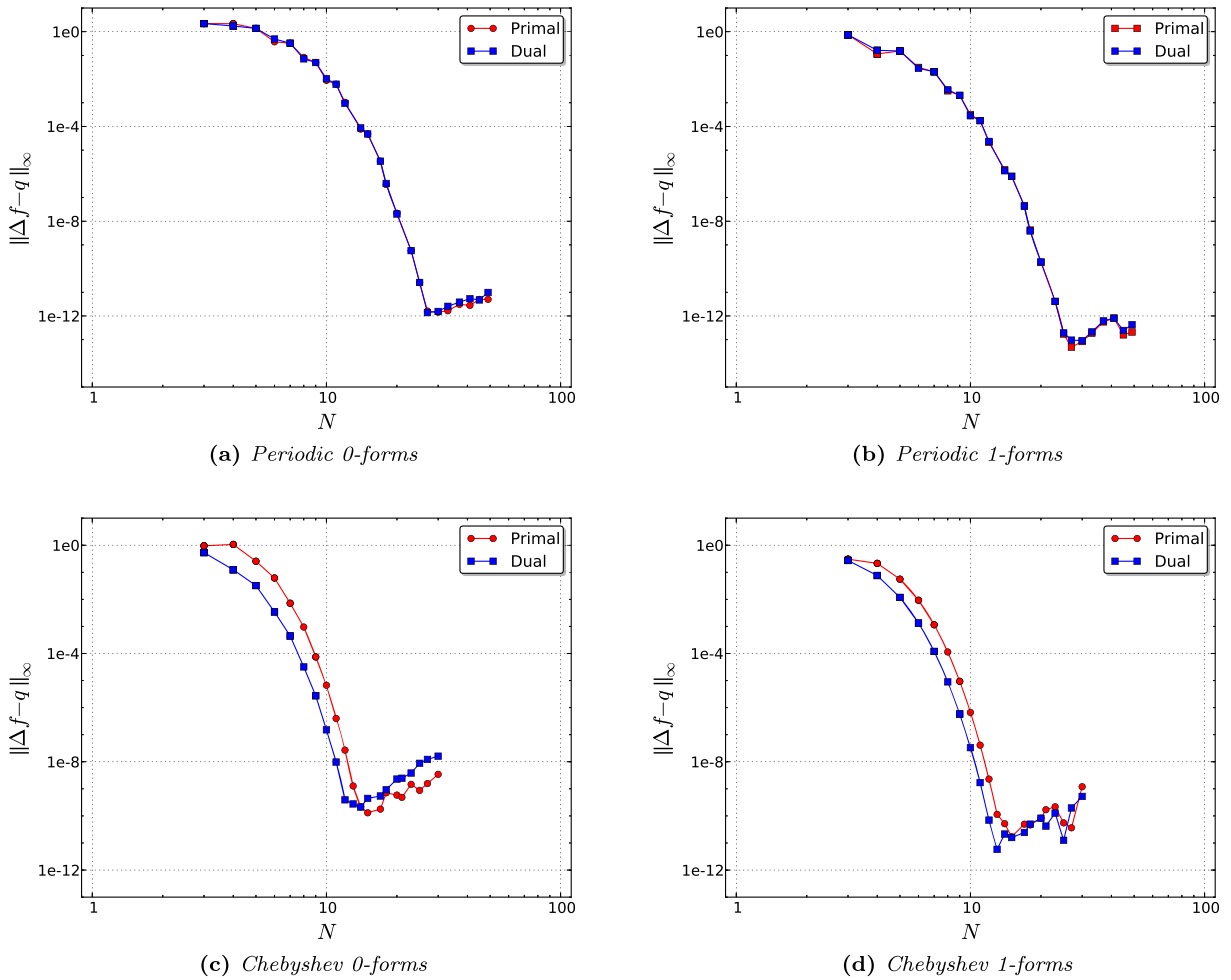 1e0
1e-4
1e-8
1e-12
‖Δf−q‖∞
Primal
Dual
1 10 100
N
(a) Periodic 0-forms
1e0
1e-4
1e-8
1e-12
‖Δf−q‖∞
Primal
Dual
1 10 100
N
(b) Periodic 1-forms
1e0
1e-4
1e-8
1e-12
‖Δf−q‖∞
Primal
Dual
1 10 100
N
(c) Chebyshev 0-forms
1e0
1e-4
1e-8
1e-12
‖Δf−q‖∞
Primal
Dual
1 10 100
N
(d) Chebyshev 1-forms